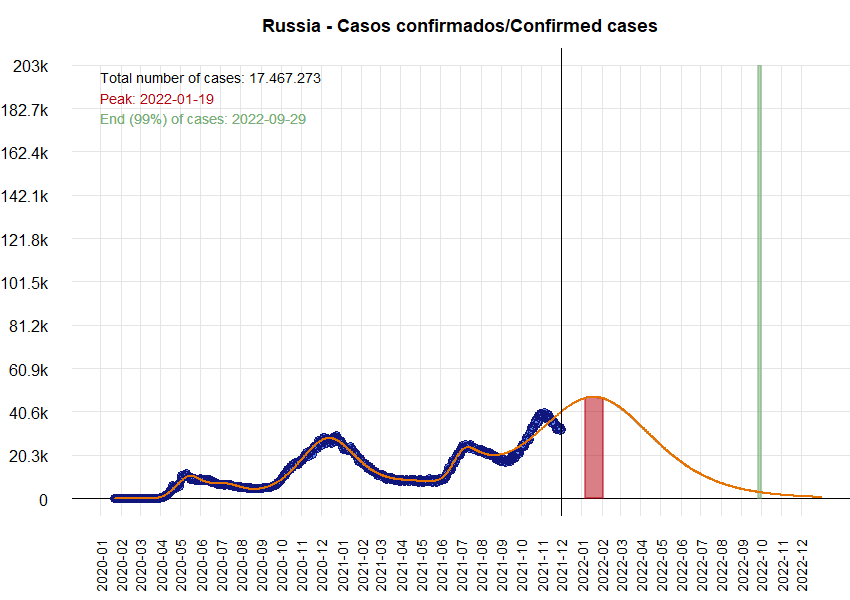 Russia - Casos confirmados/Confirmed cases
203k
182.7k
162.4k
142.1k
121.8k
101.5k
81.2k
60.9k
40.6k
20.3k
0
Total number of cases: 17.467.273
Peak: 2022-01-19
End (99%) of cases: 2022-09-29
2020-01
2020-02
2020-03
2020-04
2020-05
2020-06
2020-07
2020-08
2020-09
2020-10
2020-11
2020-12
2021-01
2021-02
2021-03
2021-04
2021-05
2021-06
2021-07
2021-08
2021-09
2021-10
2021-11
2021-12
2022-01
2022-02
2022-03
2022-04
2022-05
2022-06
2022-07
2022-08
2022-09
2022-10
2022-11
2022-12